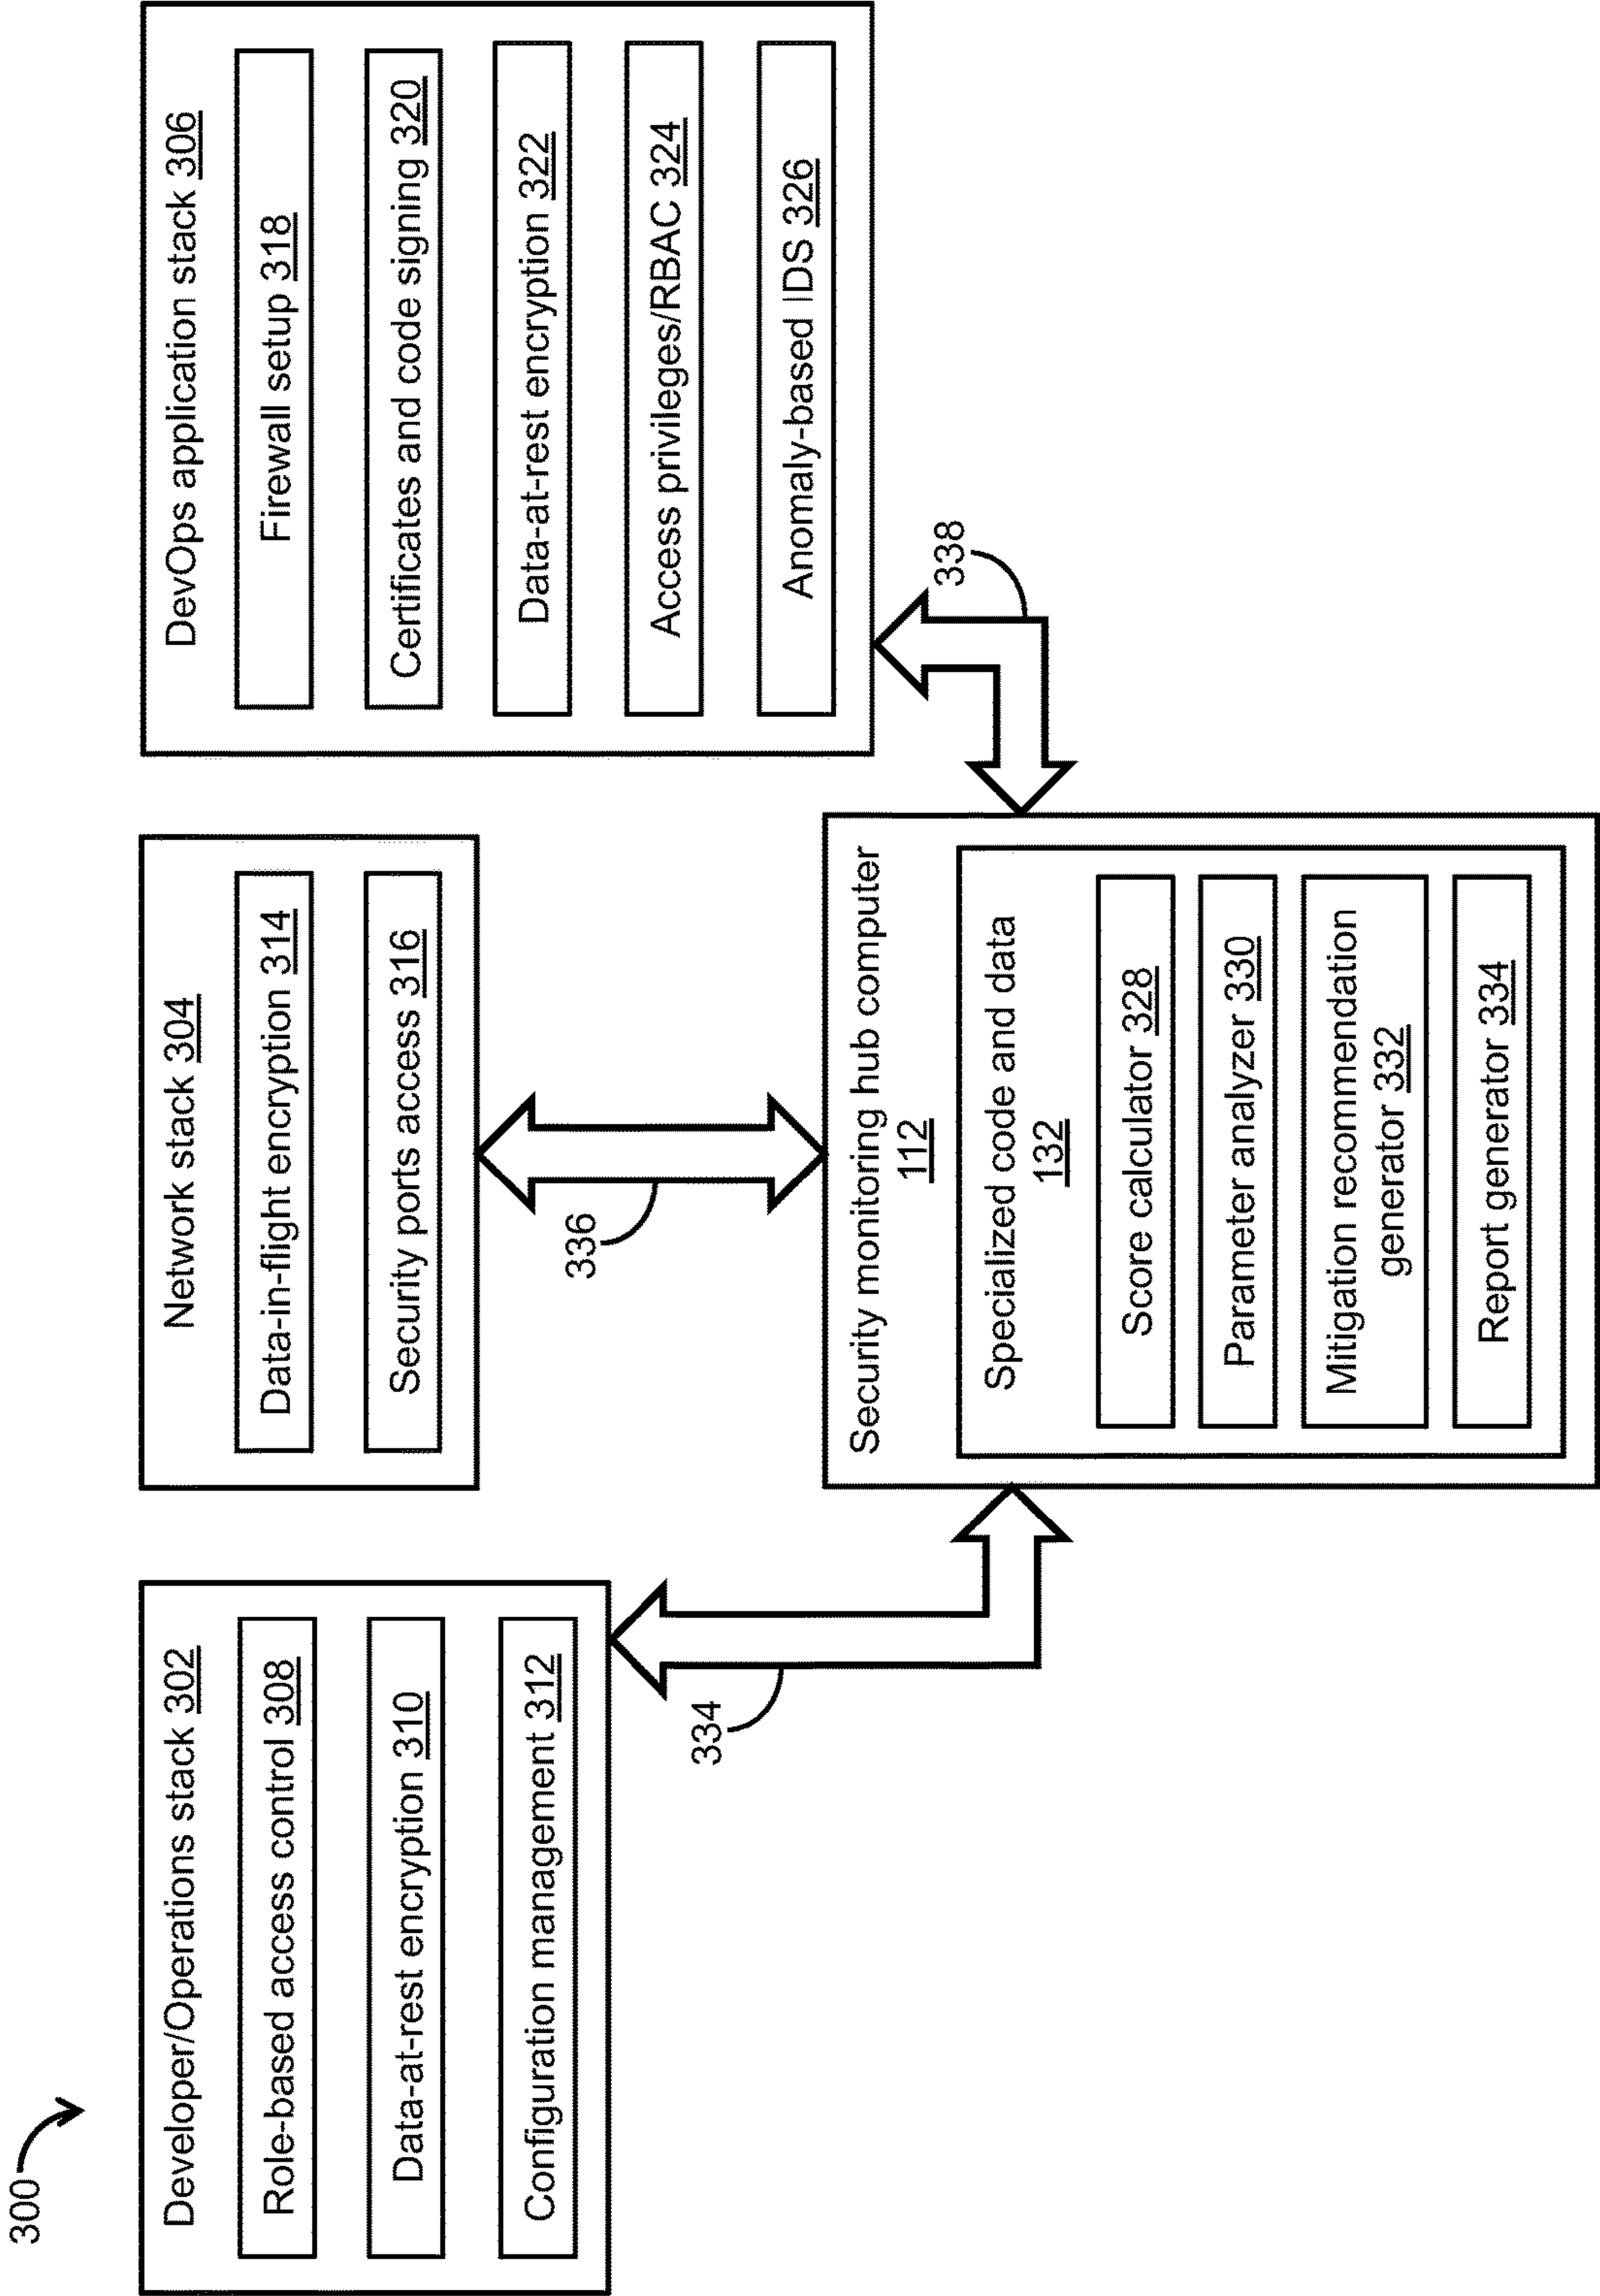 300
Developer/Operations stack 302
Role-based access control 308
Data-at-rest encryption 310
Configuration management 312
Network stack 304
Data-in-flight encryption 314
Security ports access 316
DevOps application stack 306
Firewall setup 318
Certificates and code signing 320
Data-at-rest encryption 322
Access privileges/RBAC 324
Anomaly-based IDS 326
334
336
338
Security monitoring hub computer
112
Specialized code and data
132
Score calculator 328
Parameter analyzer 330
Mitigation recommendation
generator 332
Report generator 334